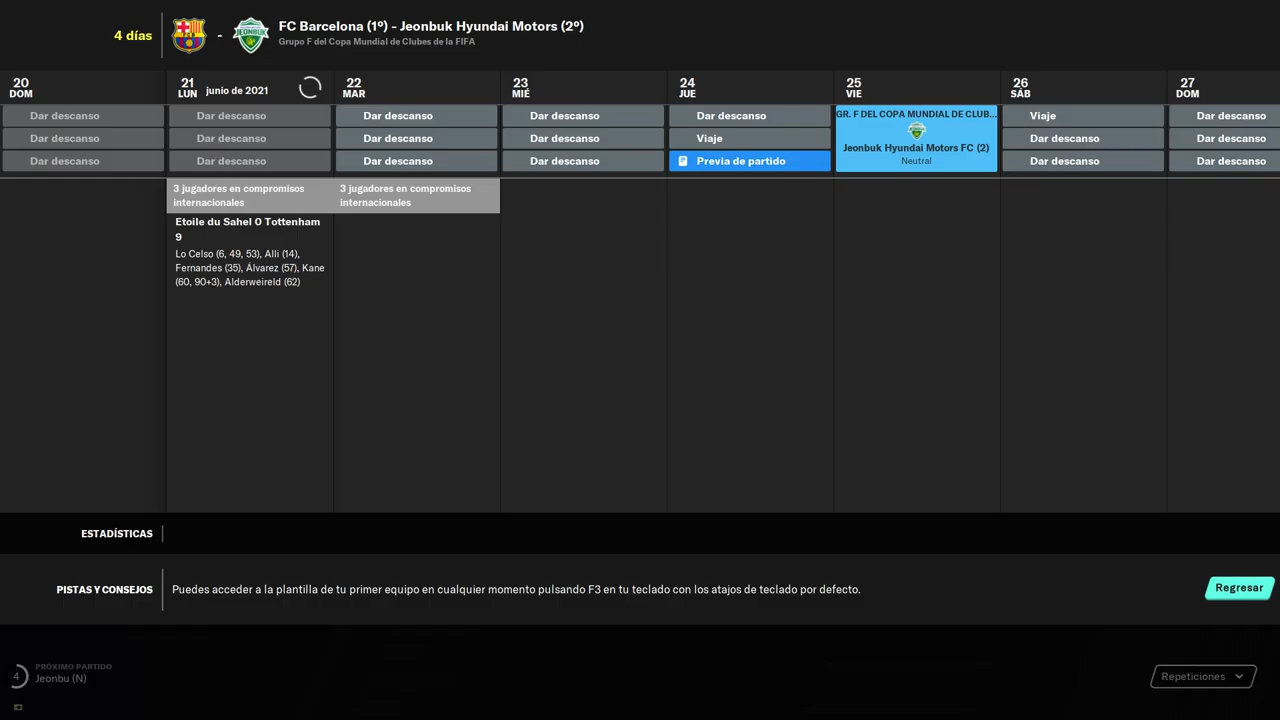 4 días
FC Barcelona (1º) - Jeonbuk Hyundai Motors (2º)
Grupo F del Copa Mundial de Clubes de la FIFA
JEONBUK
20
DOM
21
LUN
junio de 2021
22
MAR
23
MIÉ
24
JUE
25
VIE
26
SÁB
27
DOM
Dar descanso
Dar descanso
Dar descanso
Dar descanso
Dar descanso
Dar descanso
Dar descanso
Dar descanso
Dar descanso
Dar descanso
Dar descanso
Dar descanso
Dar descanso
Viaje
Previa de partido
GR. F DEL COPA MUNDIAL DE CLUB...
Jeonbuk Hyundai Motors FC (2)
Neutral
Viaje
Dar descanso
Dar descanso
Dar descanso
Dar descanso
Dar descanso
3 jugadores en compromisos
internacionales
3 jugadores en compromisos
internacionales
Etoile du Sahel 0 Tottenham
9
Lo Celso (6, 49, 53), Alli (14),
Fernandes (35), Álvarez (57), Kane
(60, 90+3), Alderweireld (62)
ESTADÍSTICAS
PISTAS Y CONSEJOS
Puedes acceder a la plantilla de tu primer equipo en cualquier momento pulsando F3 en tu teclado con los atajos de teclado por defecto.
Regresar
4
PRÓXIMO PARTIDO
Jeonbu (N)
Repeticiones